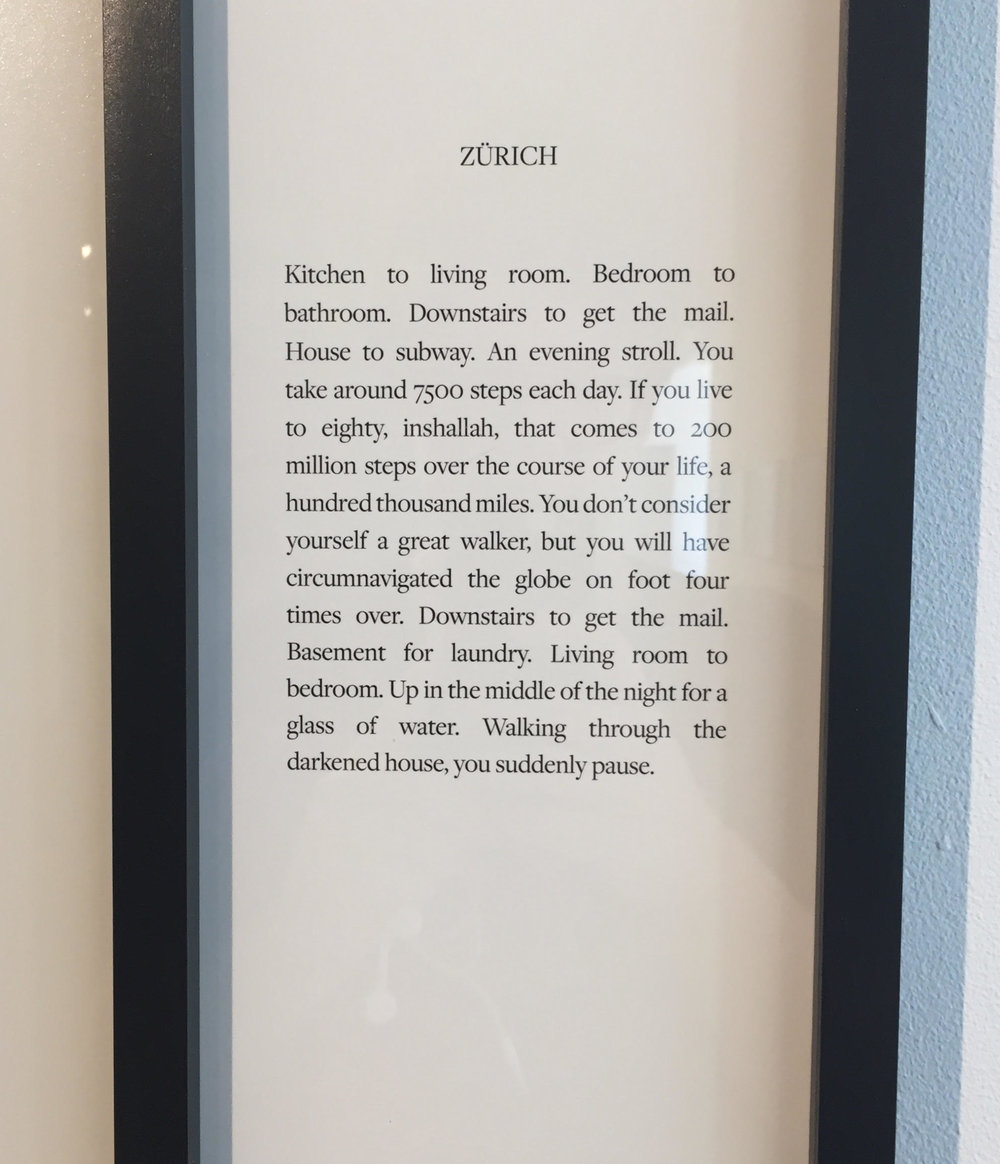 ZÜRICH
Kitchen to living room. Bedroom to
bathroom. Downstairs to get the mail.
House to subway. An evening stroll. You
take around 7500 steps each day. If you live
to eighty, inshallah, that comes to 200
million steps over the course of your life, a
hundred thousand miles. You don’t consider
yourself a great walker, but you will have
circumnavigated the globe on foot four
times over. Downstairs to get the mail.
Basement for laundry. Living room to
bedroom. Up in the middle of the night for a
glass of water. Walking through the
darkened house, you suddenly pause.